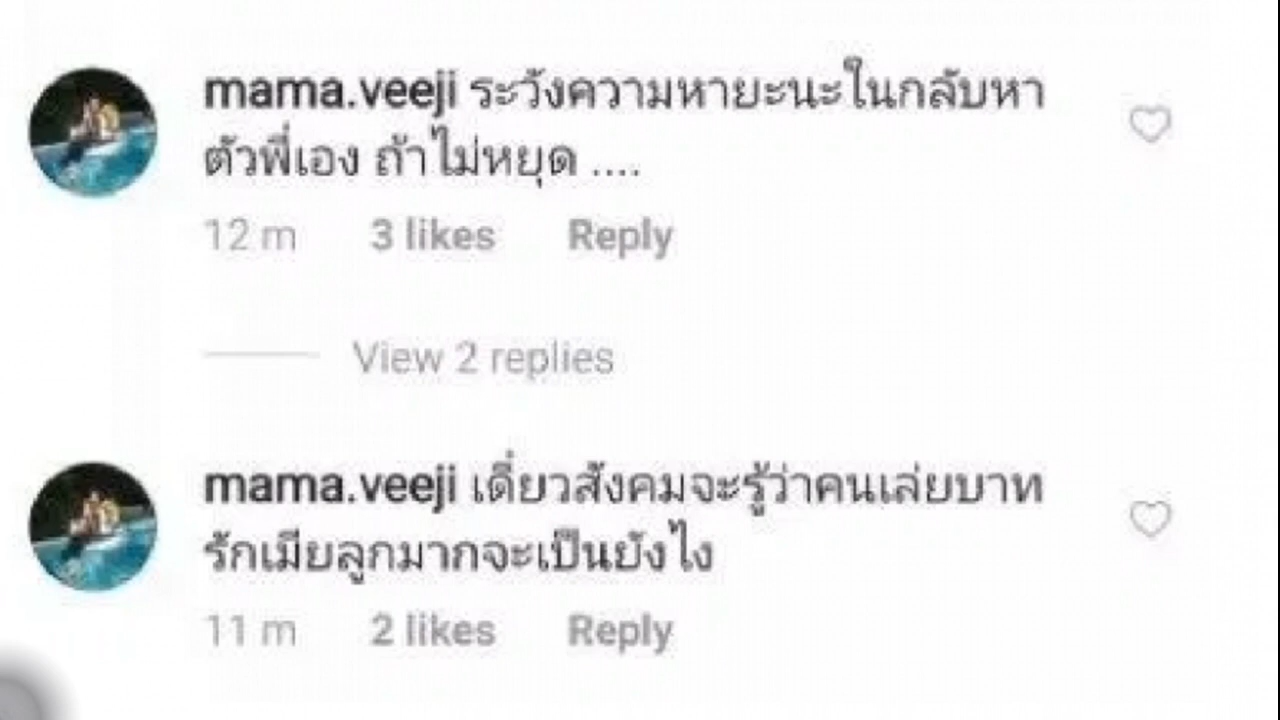 mama.veeji ระวังความหายะนะในกลับหา
ตัวพี่เอง ถ้าไม่หยุด ....
12 m 3 likes Reply
View 2 replies
mama.veeji เดี่ยวสังคมจะรู้ว่าคนเล่ยบาท
รักเมียลูกมากจะเป็นยังไง
11 m 2 likes Reply